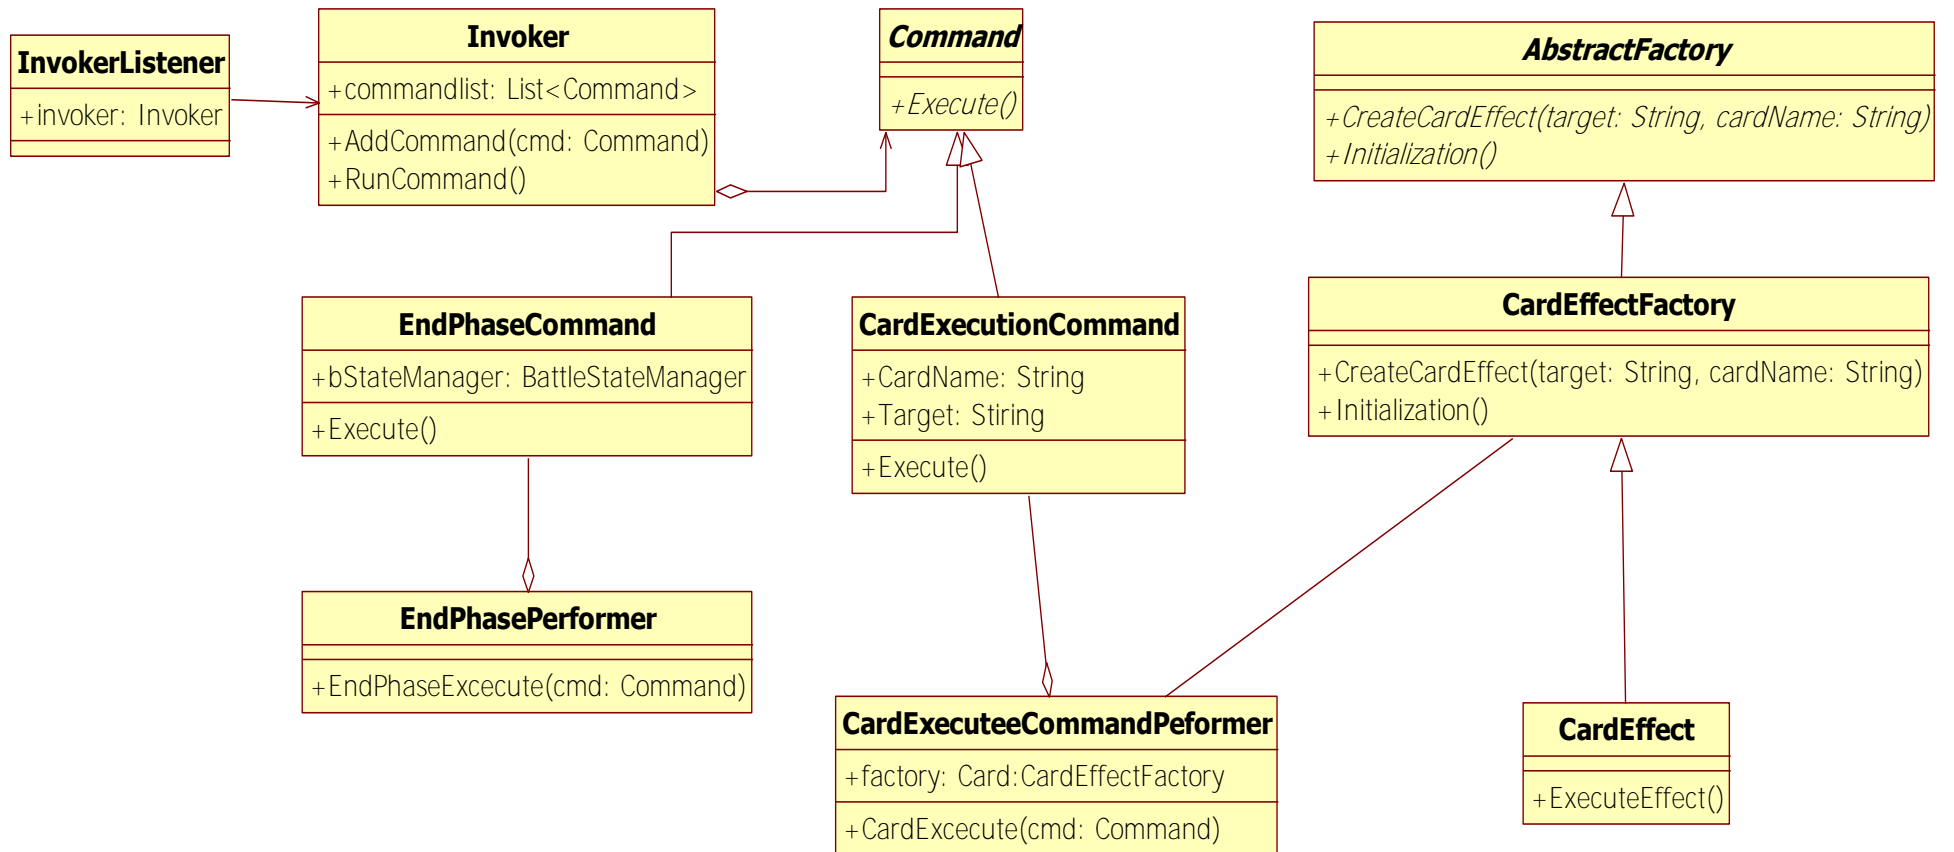 InvokerListener
+invoker: Invoker
Invoker
+commandlist: List<Command>
+AddCommand(cmd: Command)
+RunCommand()
Command
+Execute()
AbstractFactory
+CreateCardEffect(target: String, cardName: String)
+Initialization()
EndPhaseCommand
+bStateManager: BattleStateManager
+Execute()
CardExecutionCommand
+CardName: String
+Target: Stiring
+Execute()
CardEffectFactory
+CreateCardEffect(target: String, cardName: String)
+Initialization()
EndPhasePerformer
+EndPhaseExcecute(cmd: Command)
CardExecuteeCommandPeformer
+factory: Card:CardEffectFactory
+CardExcecute(cmd: Command)
CardEffect
+ExecuteEffect()